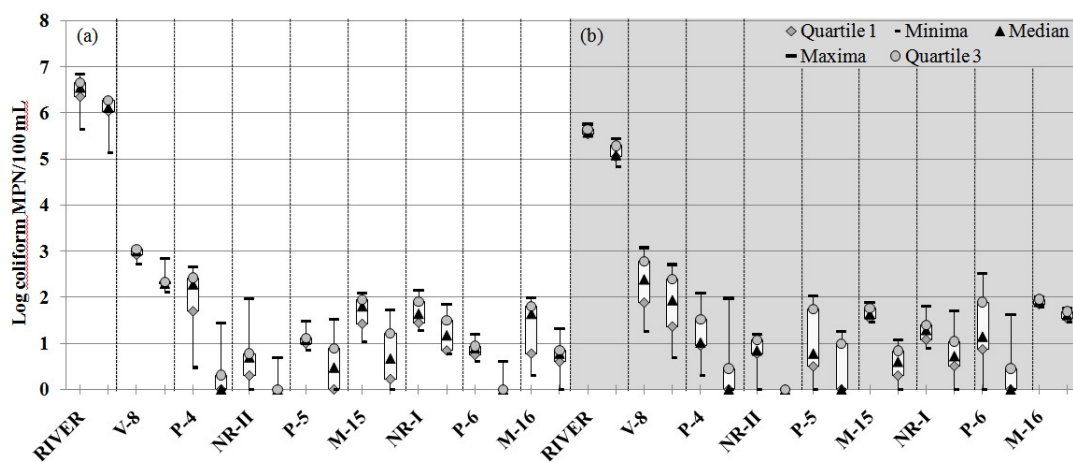 (a)
(b)
Quartile 1 Minima Median
Maxima Quartile 3
Log coliform MPN/100 mL
8
7
6
5
4
3
2
1
0
RIVER V-8 P-4 NR-II P-5 M-15 NR-I P-6 M-16 RIVER V-8 P-4 NR-II P-5 M-15 NR-1 P-6 M-16